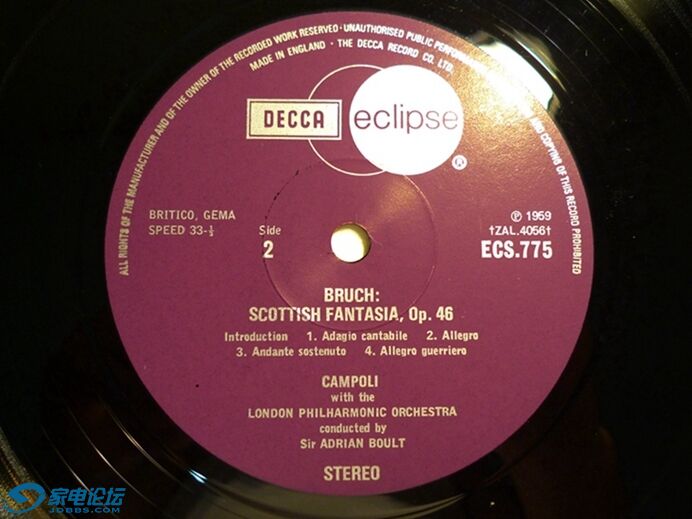 ALL RIGHTS OF THE MANUFACTURER AND OF THE OWNER OF THE RECORDED WORK RESERVED · UNAUTHORISED PUBLIC PERFORMANCE AND COPYING OF THIS RECORD PROHIBITED
MADE IN ENGLAND · THE DECCA RECORD CO. LTD.
DECCA eclipse
®
BRITICO, GEMA
SPEED 33-⅓
Side
2
℗ 1959
†ZAL.4056†
ECS.775
BRUCH:
SCOTTISH FANTASIA, Op. 46
Introduction 1. Adagio cantabile 2. Allegro
3. Andante sostenuto 4. Allegro guerriero
CAMPOLI
with the
LONDON PHILHARMONIC ORCHESTRA
conducted by
Sir ADRIAN BOULT
STEREO
家电论坛
JDBBS.COM